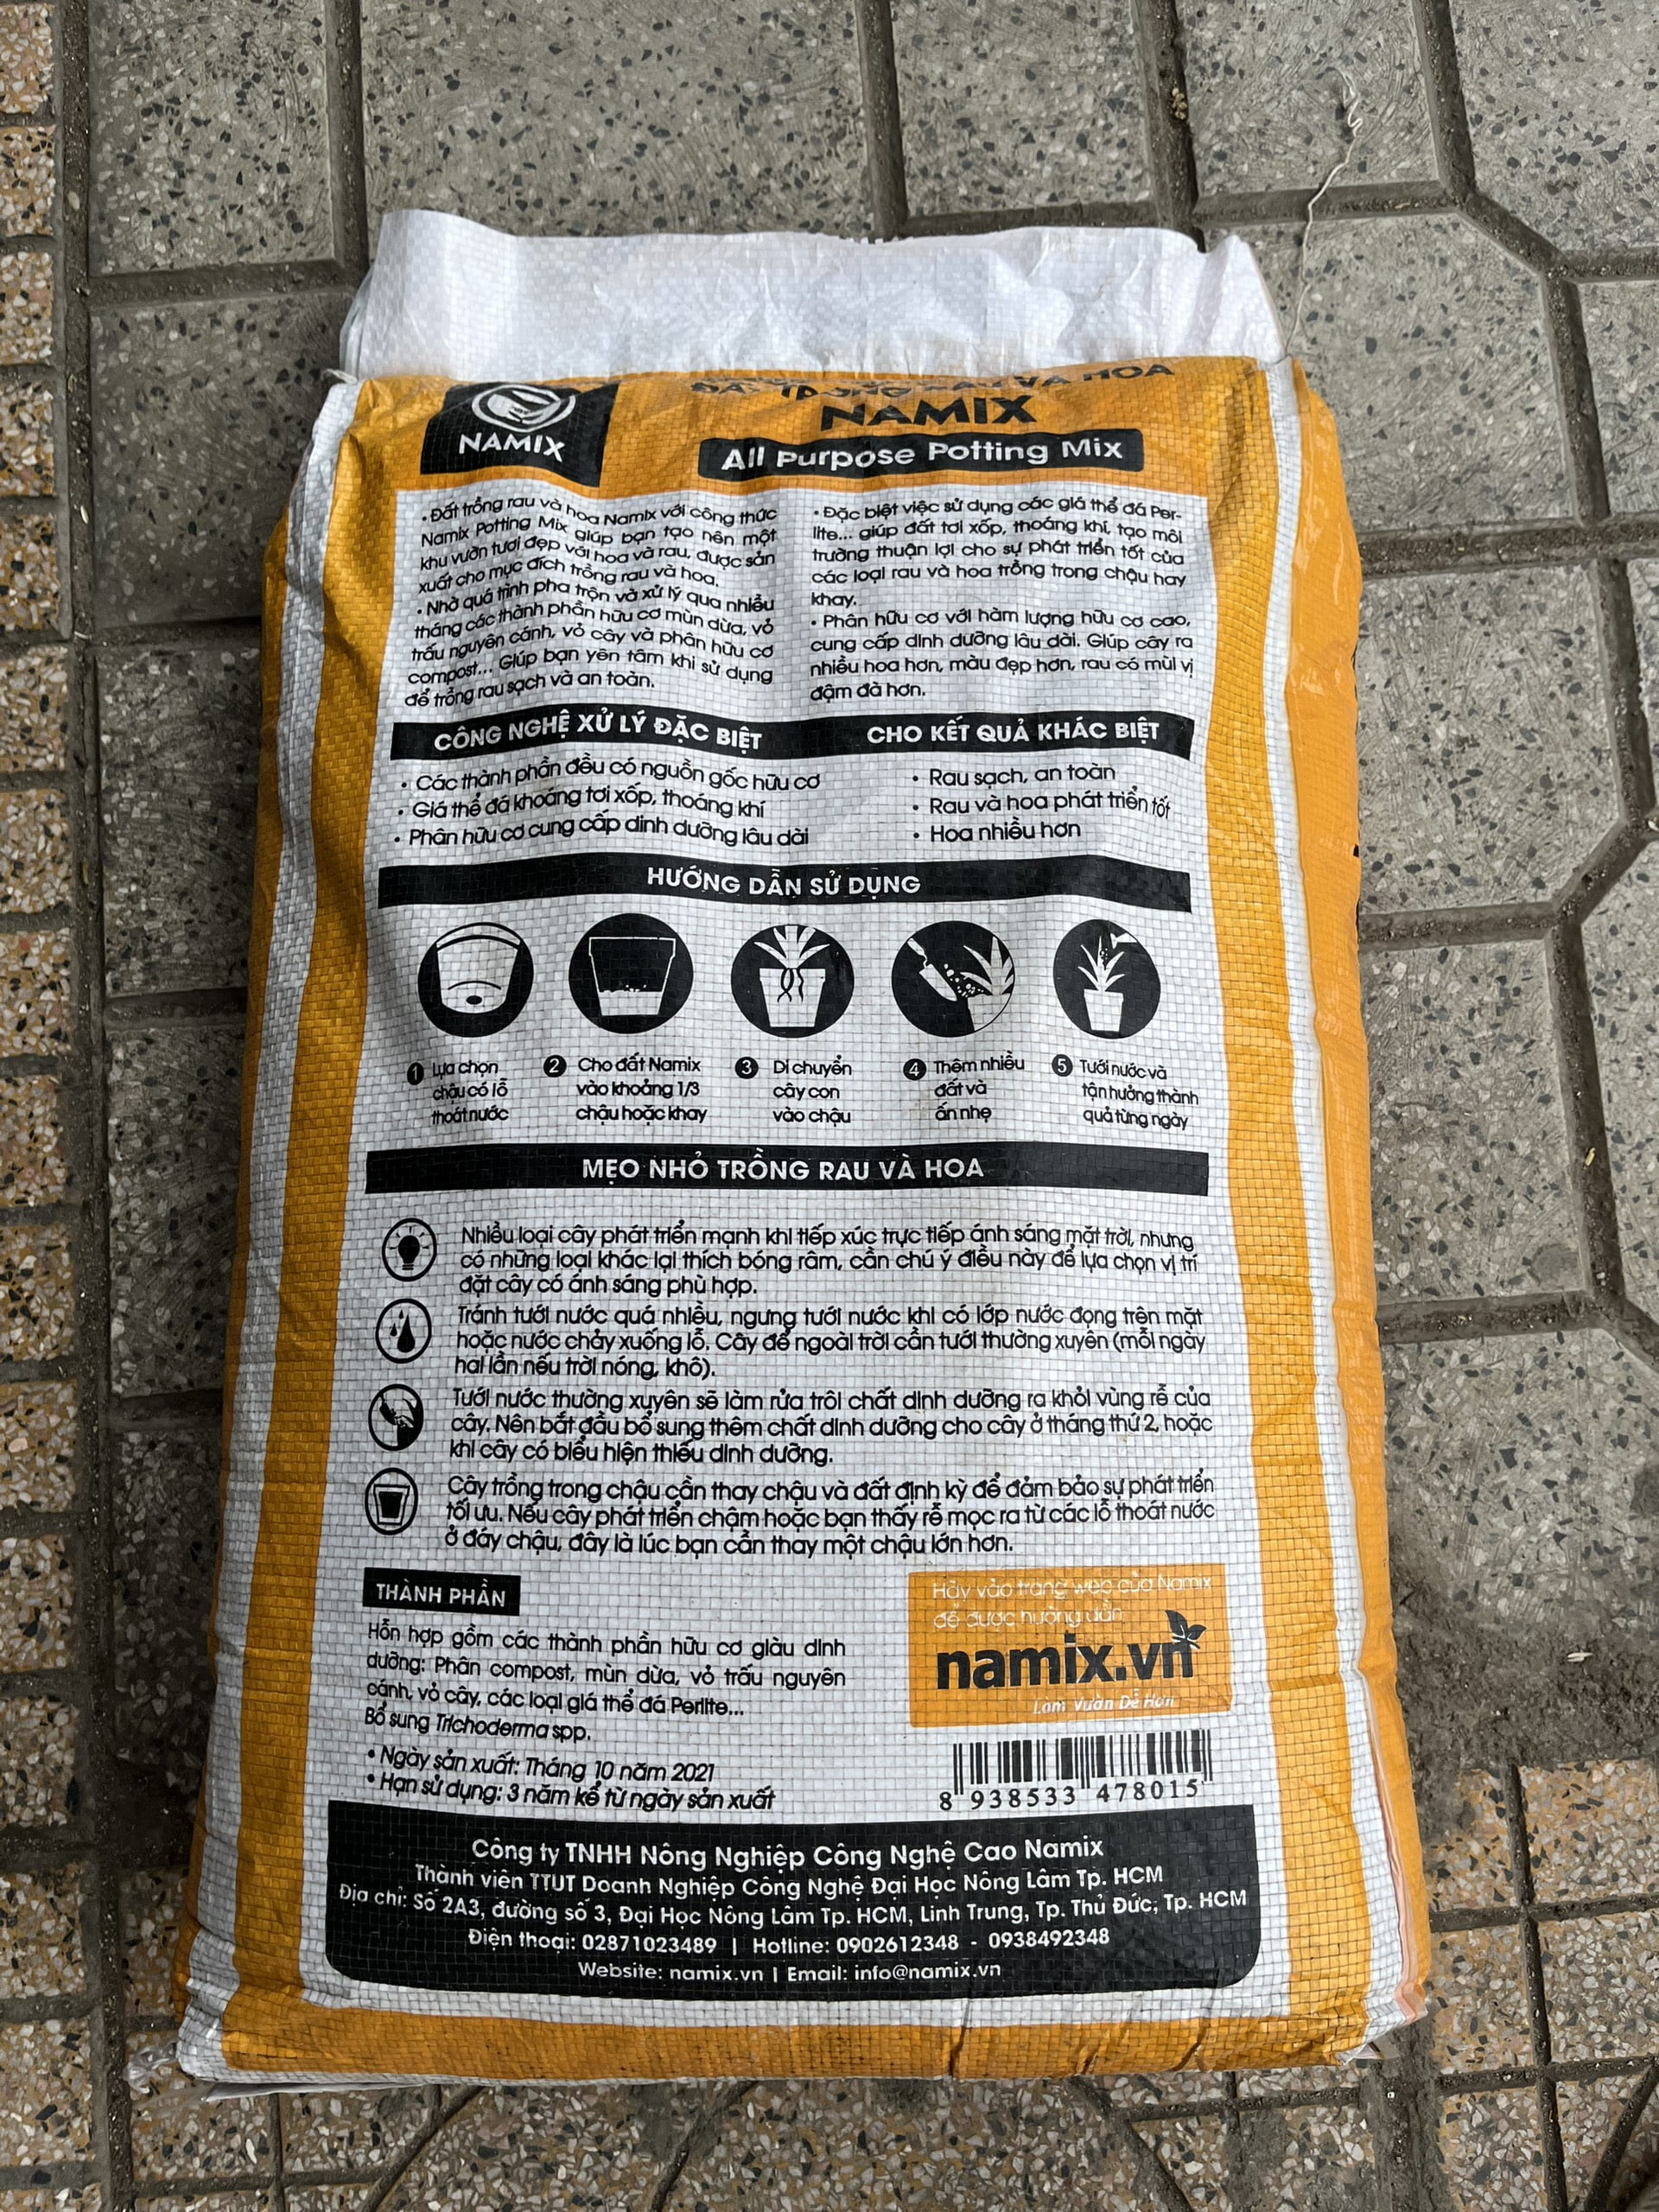 NAMIX
ĐẤT TRỒNG RAU VÀ HOA
NAMIX
All Purpose Potting Mix
• Đất trồng rau và hoa Namix với công thức
Namix Potting Mix giúp bạn tạo nên một
khu vườn tươi đẹp với hoa và rau, được sản
xuất cho mục đích trồng rau và hoa.
• Nhờ quá trình pha trộn và xử lý qua nhiều
tháng các thành phần hữu cơ mùn dừa, vỏ
trấu nguyên cánh, vỏ cây và phân hữu cơ
compost... Giúp bạn yên tâm khi sử dụng
để trồng rau sạch và an toàn.
• Đặc biệt việc sử dụng các giá thể đá Per-
lite... giúp đất tơi xốp, thoáng khí, tạo môi
trường thuận lợi cho sự phát triển tốt của
các loại rau và hoa trồng trong chậu hay
khay.
• Phân hữu cơ với hàm lượng hữu cơ cao,
cung cấp dinh dưỡng lâu dài. Giúp cây ra
nhiều hoa hơn, màu đẹp hơn, rau có mùi vị
đậm đà hơn.
CÔNG NGHỆ XỬ LÝ ĐẶC BIỆT
• Các thành phần đều có nguồn gốc hữu cơ
• Giá thể đá khoáng tơi xốp, thoáng khí
• Phân hữu cơ cung cấp dinh dưỡng lâu dài
CHO KẾT QUẢ KHÁC BIỆT
• Rau sạch, an toàn
• Rau và hoa phát triển tốt
• Hoa nhiều hơn
HƯỚNG DẪN SỬ DỤNG
1 Lựa chọn
chậu có lỗ
thoát nước
2 Cho đất Namix
vào khoảng 1/3
chậu hoặc khay
3 Di chuyển
cây con
vào chậu
4 Thêm nhiều
đất và
ấn nhẹ
5 Tưới nước và
tận hưởng thành
quả từng ngày
MẸO NHỎ TRỒNG RAU VÀ HOA
Nhiều loại cây phát triển mạnh khi tiếp xúc trực tiếp ánh sáng mặt trời, nhưng
có những loại khác lại thích bóng râm, cần chú ý điều này để lựa chọn vị trí
đặt cây có ánh sáng phù hợp.
Tránh tưới nước quá nhiều, ngưng tưới nước khi có lớp nước đọng trên mặt
hoặc nước chảy xuống lỗ. Cây để ngoài trời cần tưới thường xuyên (mỗi ngày
hai lần nếu trời nóng, khô).
Tưới nước thường xuyên sẽ làm rửa trôi chất dinh dưỡng ra khỏi vùng rễ của
cây. Nên bắt đầu bổ sung thêm chất dinh dưỡng cho cây ở tháng thứ 2, hoặc
khi cây có biểu hiện thiếu dinh dưỡng.
Cây trồng trong chậu cần thay chậu và đất định kỳ để đảm bảo sự phát triển
tối ưu. Nếu cây phát triển chậm hoặc bạn thấy rễ mọc ra từ các lỗ thoát nước
ở đáy chậu, đây là lúc bạn cần thay một chậu lớn hơn.
THÀNH PHẦN
Hỗn hợp gồm các thành phần hữu cơ giàu dinh
dưỡng: Phân compost, mùn dừa, vỏ trấu nguyên
cánh, vỏ cây, các loại giá thể đá Perlite...
Bổ sung Trichoderma spp.
• Ngày sản xuất: Tháng 10 năm 2021
• Hạn sử dụng: 3 năm kể từ ngày sản xuất
Hãy vào trang web của Namix
để được hướng dẫn
namix.vn
Làm Vườn Dễ Hơn
8 938533 478015
Công ty TNHH Nông Nghiệp Công Nghệ Cao Namix
Thành viên TTUT Doanh Nghiệp Công Nghệ Đại Học Nông Lâm Tp. HCM
Địa chỉ: Số 2A3, đường số 3, Đại Học Nông Lâm Tp. HCM, Linh Trung, Tp. Thủ Đức, Tp. HCM
Điện thoại: 02871023489 | Hotline: 0902612348 - 0938492348
Website: namix.vn | Email: info@namix.vn